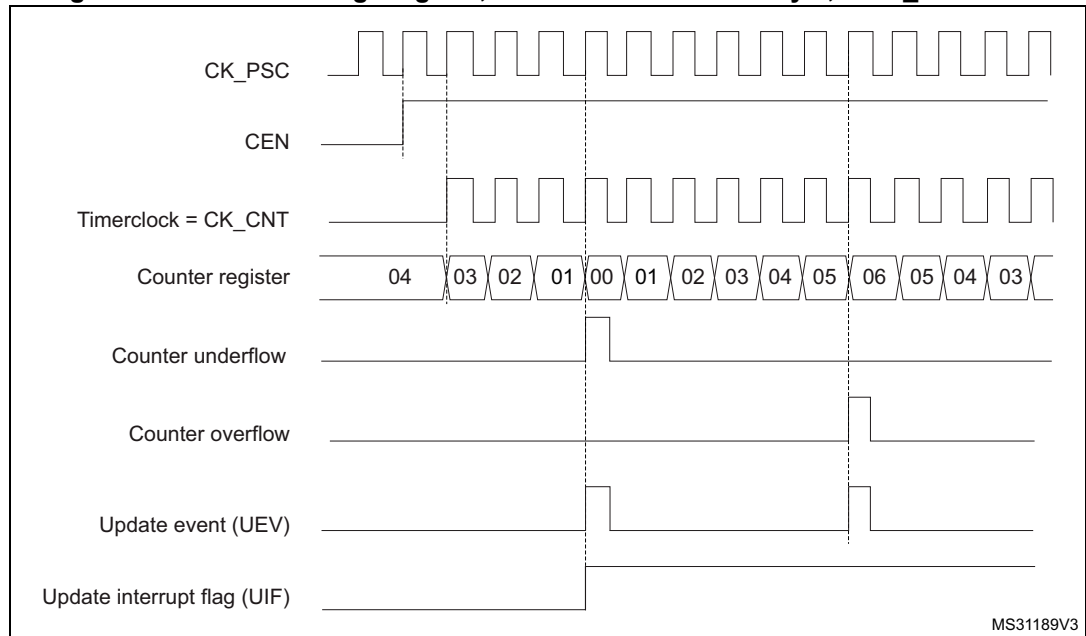 CK_PSC
CEN
Timerclock = CK_CNT
Counter register 04 03 02 01 00 01 02 03 04 05 06 05 04 03
Counter underflow
Counter overflow
Update event (UEV)
Update interrupt flag (UIF)
MS31189V3